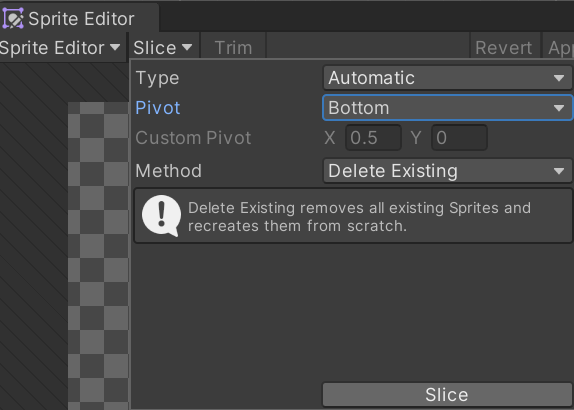 Sprite Editor
Sprite Editor Slice Trim Revert
Type Automatic
Pivot Bottom
Custom Pivot X 0.5 Y 0
Method Delete Existing
Delete Existing removes all existing Sprites and
recreates them from scratch.
Slice